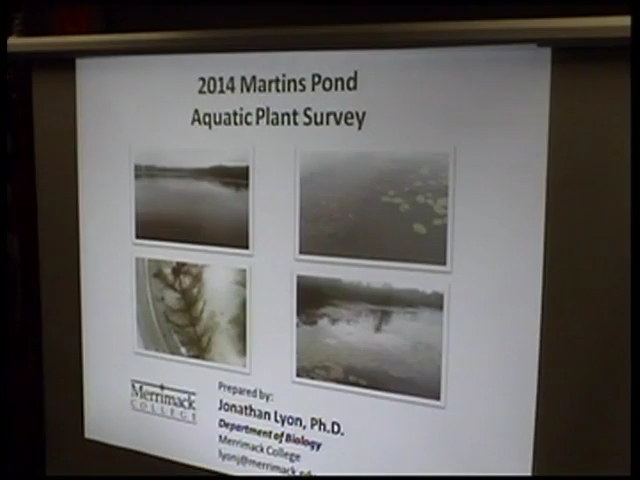 2014 Martins Pond
Aquatic Plant Survey
Merrimack
COLLEGE
Prepared by:
Jonathan Lyon, Ph.D.
Department of Biology
Merrimack College